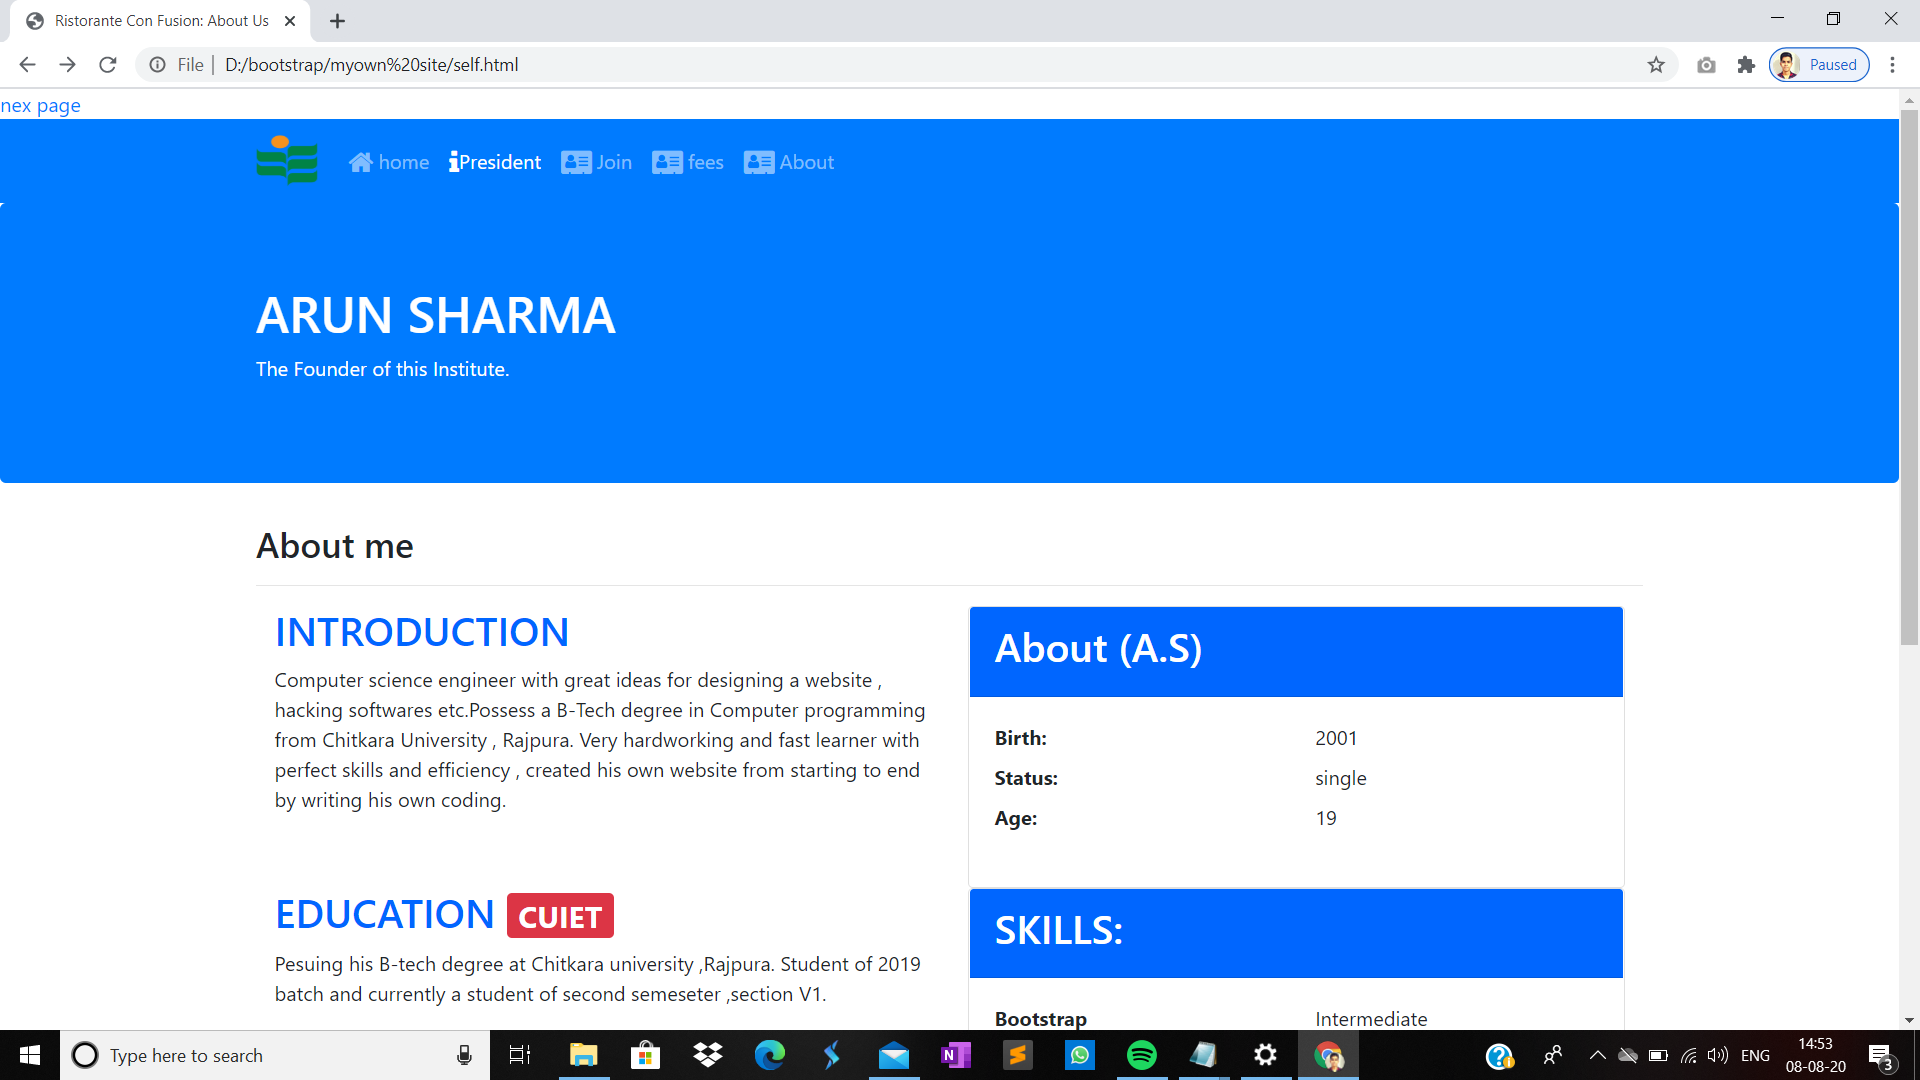 Ristorante Con Fusion: About Us
File | D:/bootstrap/myown%20site/self.html
Paused
nex page
home President Join fees About
ARUN SHARMA
The Founder of this Institute.
About me
INTRODUCTION
Computer science engineer with great ideas for designing a website ,
hacking softwares etc.Possess a B-Tech degree in Computer programming
from Chitkara University , Rajpura. Very hardworking and fast learner with
perfect skills and efficiency , created his own website from starting to end
by writing his own coding.
About (A.S)
Birth: 2001
Status: single
Age: 19
EDUCATION CUIET
Pesuing his B-tech degree at Chitkara university ,Rajpura. Student of 2019
batch and currently a student of second semeseter ,section V1.
SKILLS:
Bootstrap Intermediate
Type here to search
N
ENG
14:53
08-08-20
3